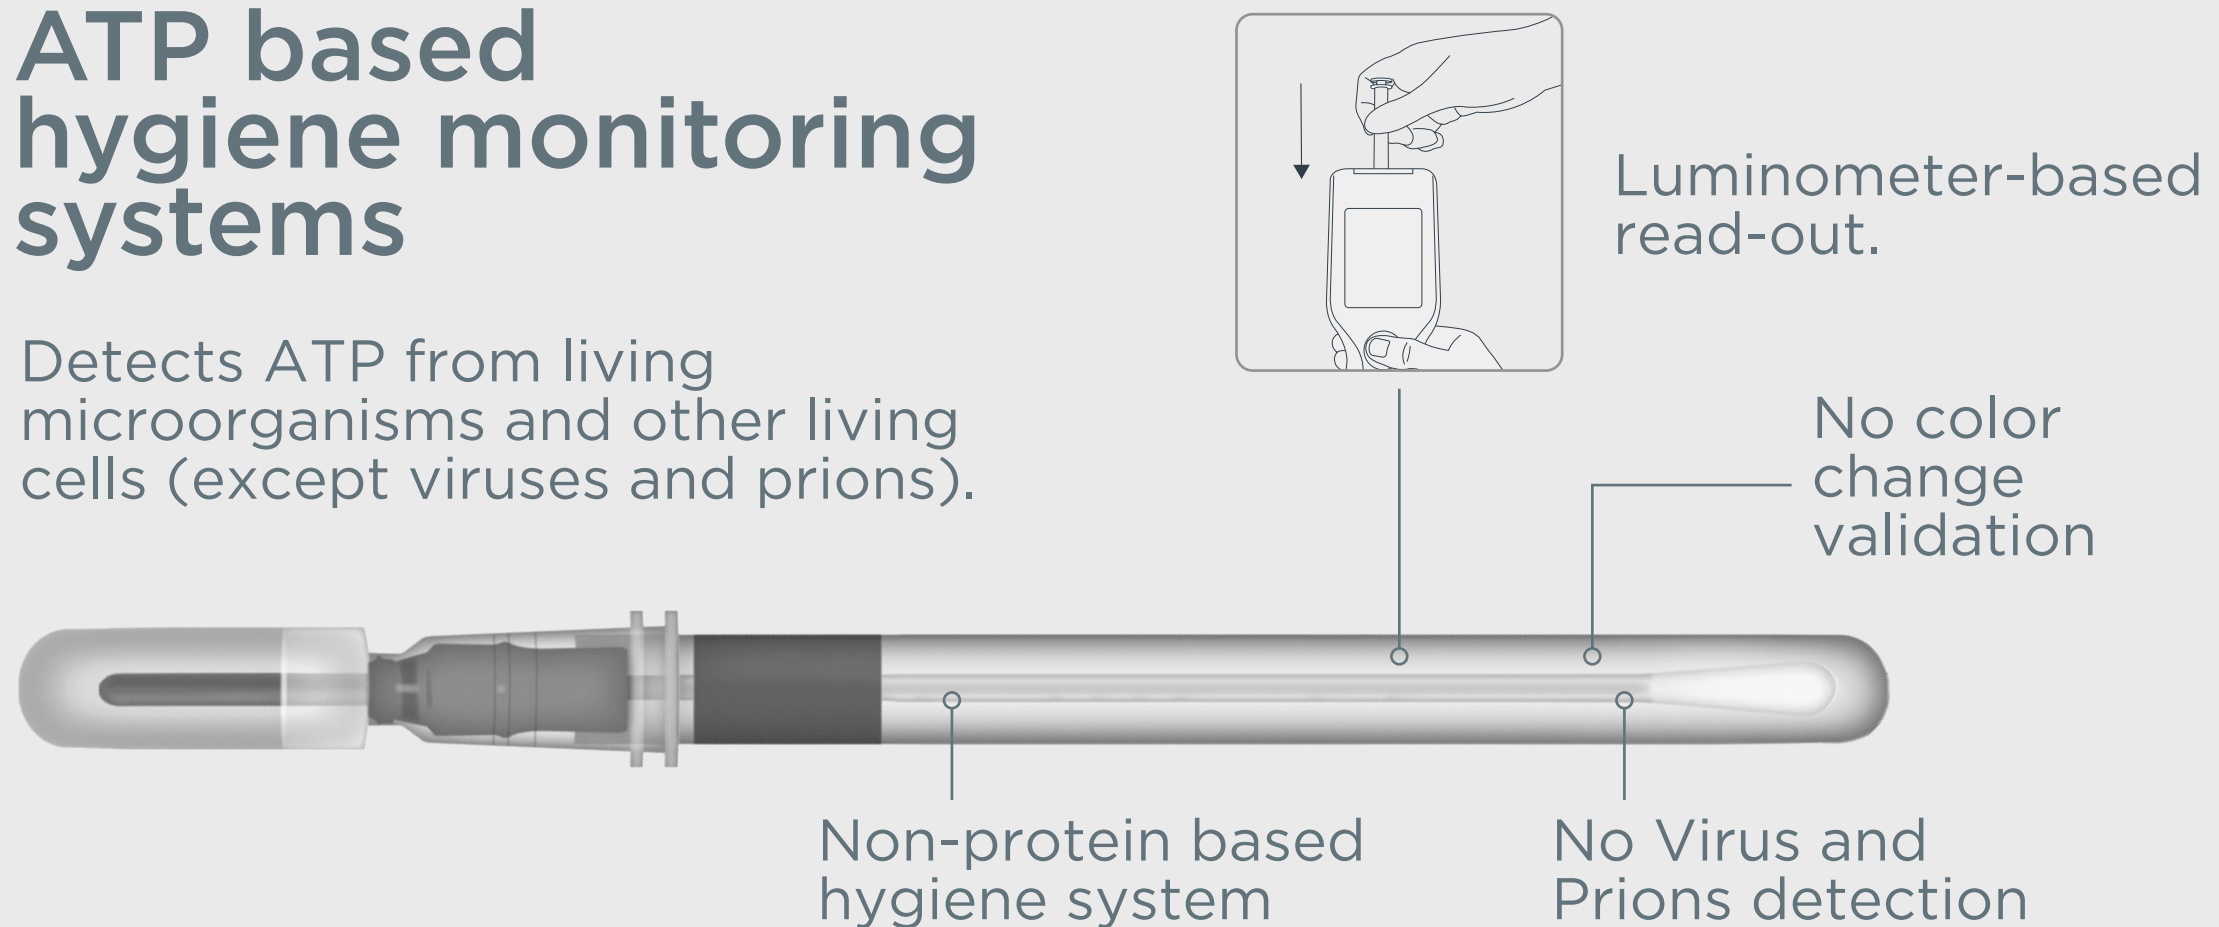 ATP based
hygiene monitoring
systems
Detects ATP from living
microorganisms and other living
cells (except viruses and prions).
Luminometer-based
read-out.
No color
change
validation
Non-protein based
hygiene system
No Virus and
Prions detection